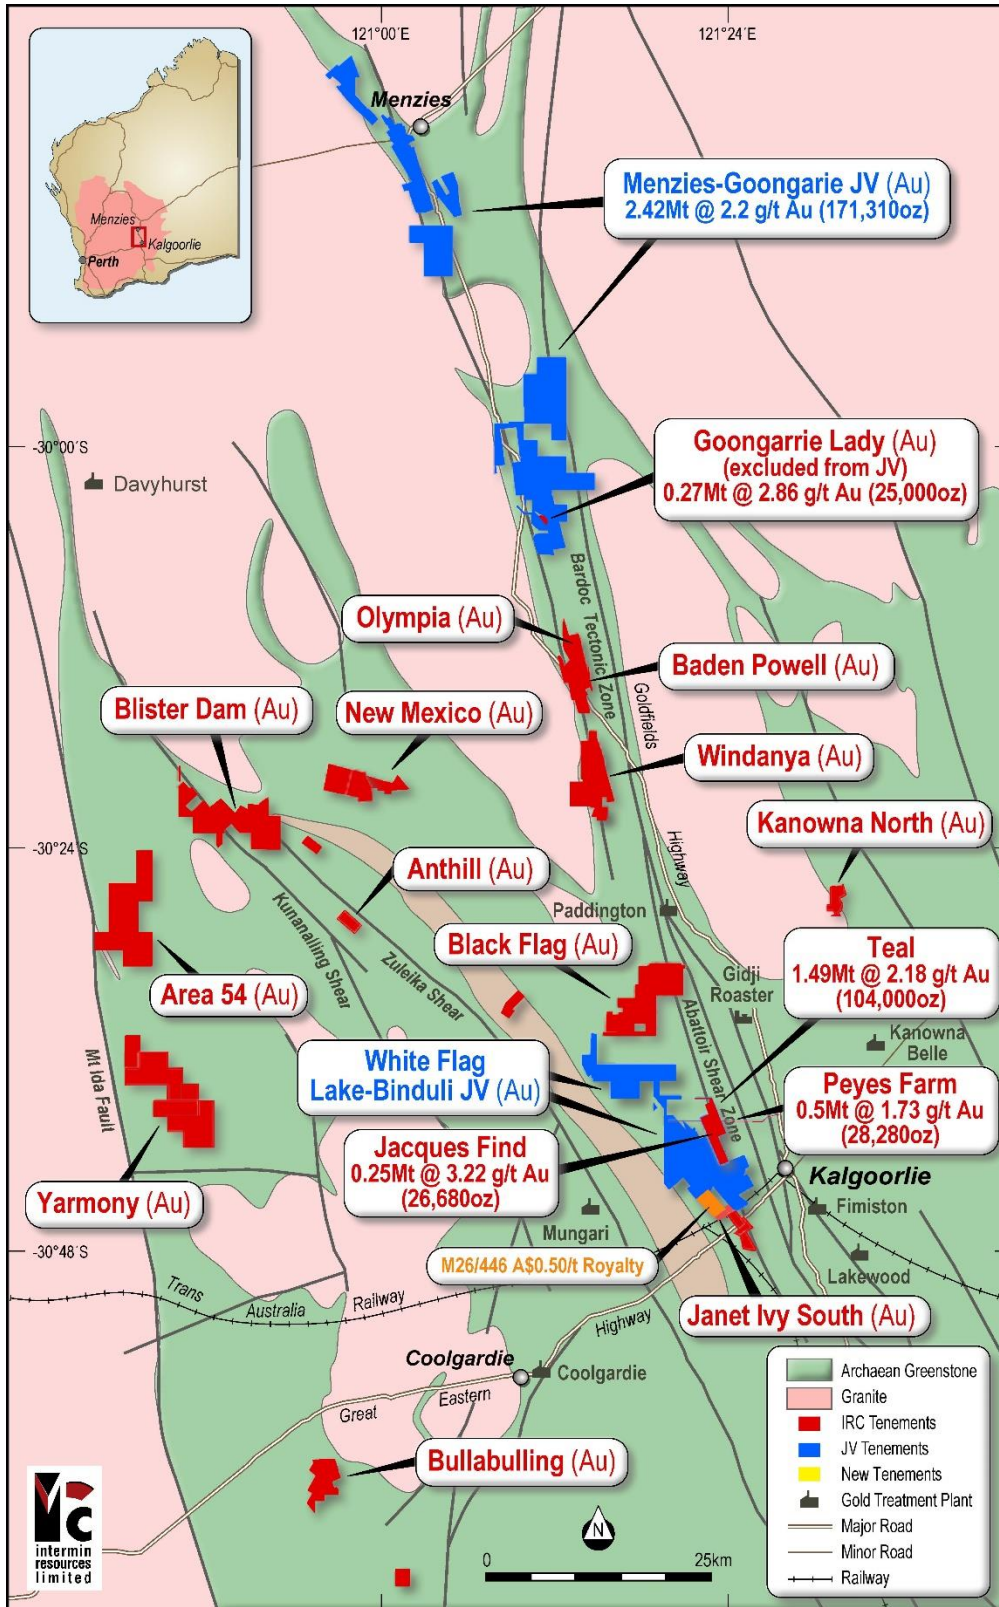 121°00´E
121°24´E
Menzies
Menzies
Kalgoorlie
Perth
Menzies-Goongarie JV (Au)
2.42Mt @ 2.2 g/t Au (171,310oz)
-30°00´S
Davyhurst
Goongarrie Lady (Au)
(excluded from JV)
0.27Mt @ 2.86 g/t Au (25,000oz)
Bardoc Tectonic Zone
Olympia (Au)
Baden Powell (Au)
Goldfields
Highway
Blister Dam (Au)
New Mexico (Au)
Windanya (Au)
Kanowna North (Au)
-30°24´S
Anthill (Au)
Kunanalling Shear
Zuleika Shear
Paddington
Black Flag (Au)
Teal
1.49Mt @ 2.18 g/t Au
(104,000oz)
Area 54 (Au)
Gidji
Roaster
Abattoir Shear Zone
Kanowna
Belle
Mt Ida Fault
White Flag
Lake-Binduli JV (Au)
Peyes Farm
0.5Mt @ 1.73 g/t Au
(28,280oz)
Jacques Find
0.25Mt @ 3.22 g/t Au
(26,680oz)
Kalgoorlie
Yarmony (Au)
Mungari
Fimiston
-30°48´S
M26/446 A$0.50/t Royalty
Lakewood
Trans
Australia
Railway
Highway
Janet Ivy South (Au)
Coolgardie
Coolgardie
Great
Eastern
Bullabulling (Au)
Archaean Greenstone
Granite
IRC Tenements
JV Tenements
New Tenements
Gold Treatment Plant
Major Road
Minor Road
Railway
N
0
25km
intermin
resources
limited